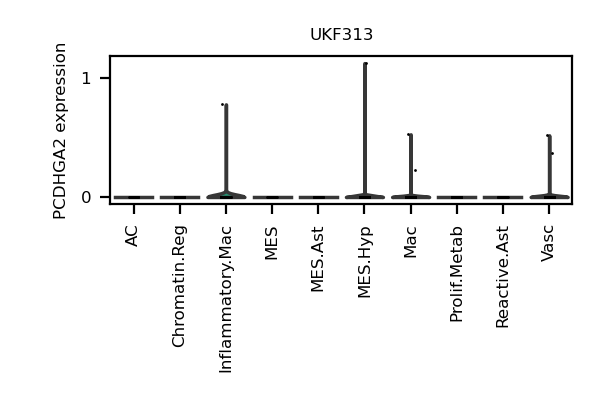 UKF313
PCDHGA2 expression
1
0
AC
Chromatin.Reg
Inflammatory.Mac
MES
MES.Ast
MES.Hyp
Mac
Prolif.Metab
Reactive.Ast
Vasc